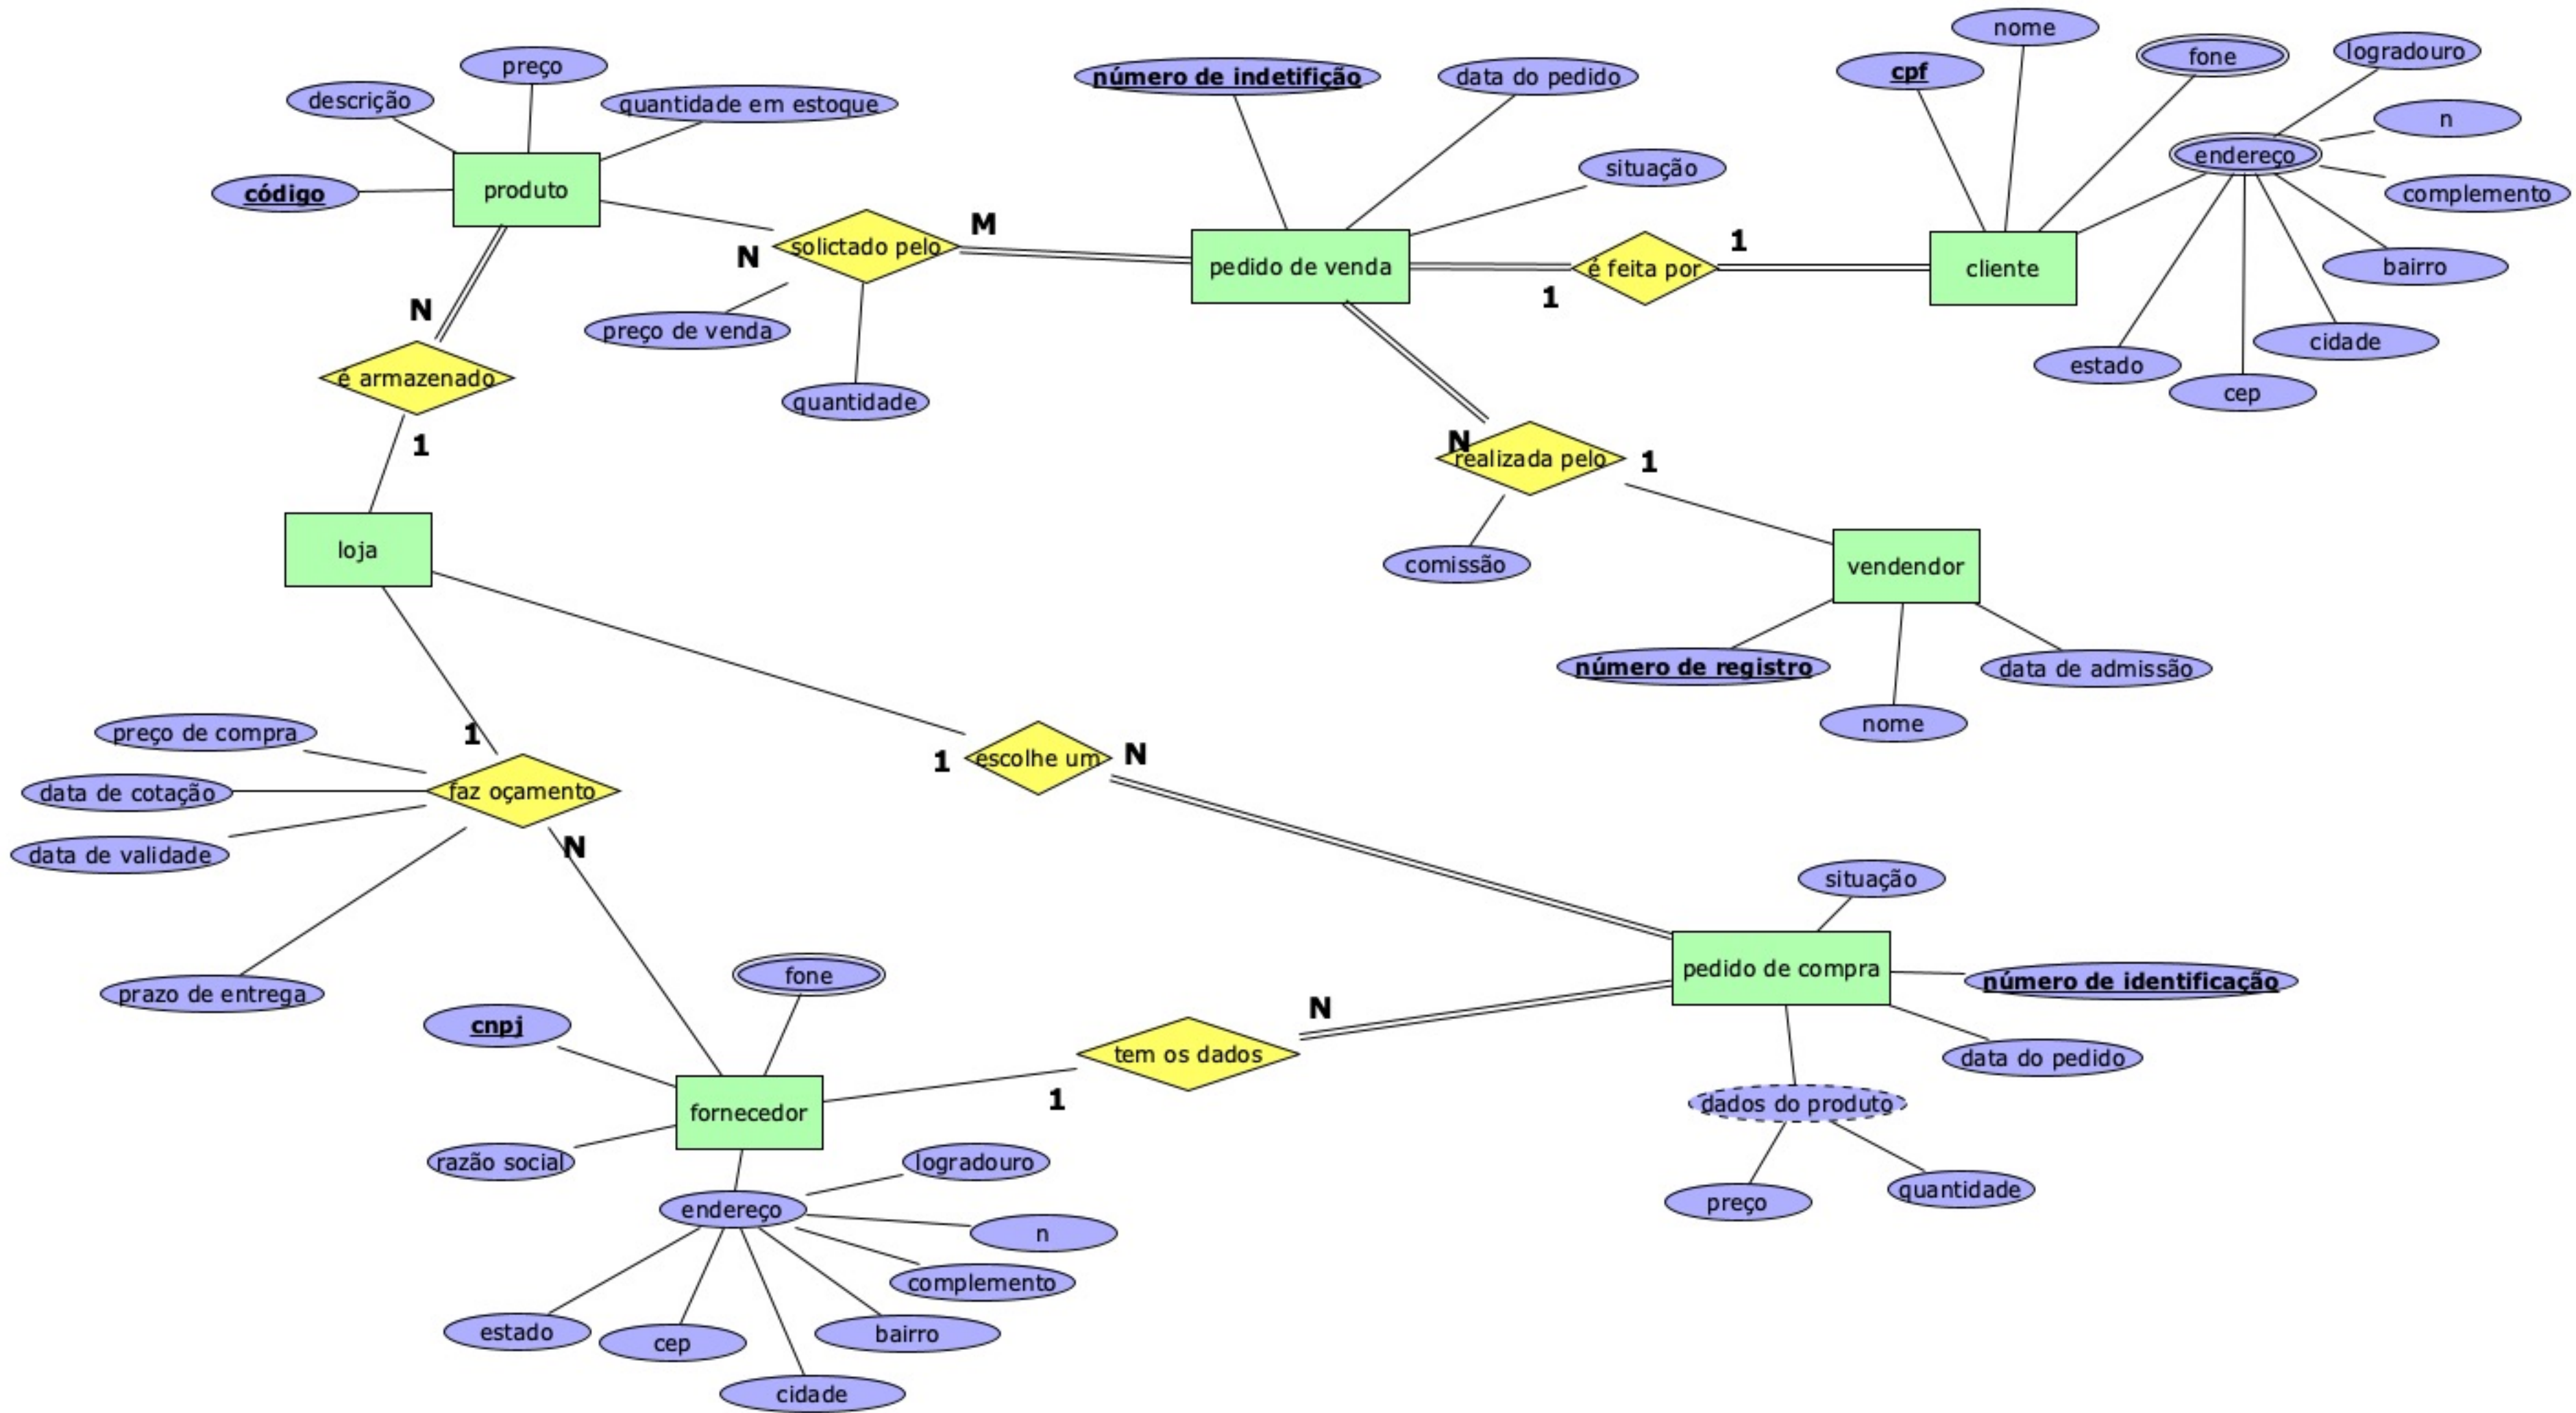 nome
fone
logradouro
preço
cpf
número de indetifição
data do pedido
descrição
quantidade em estoque
n
endereço
situação
produto
código
complemento
M
solictado pelo
N
1
pedido de venda
é feita por
cliente
bairro
1
N
preço de venda
cidade
estado
é armazenado
cep
quantidade
N
realizada pelo
1
1
loja
comissão
vendendor
número de registro
data de admissão
nome
preço de compra
1
1
escolhe um
N
data de cotação
faz oçamento
N
data de validade
situação
pedido de compra
fone
número de identificação
prazo de entrega
N
cnpj
tem os dados
data do pedido
1
dados do produto
fornecedor
razão social
logradouro
quantidade
preço
endereço
n
complemento
estado
cep
bairro
cidade